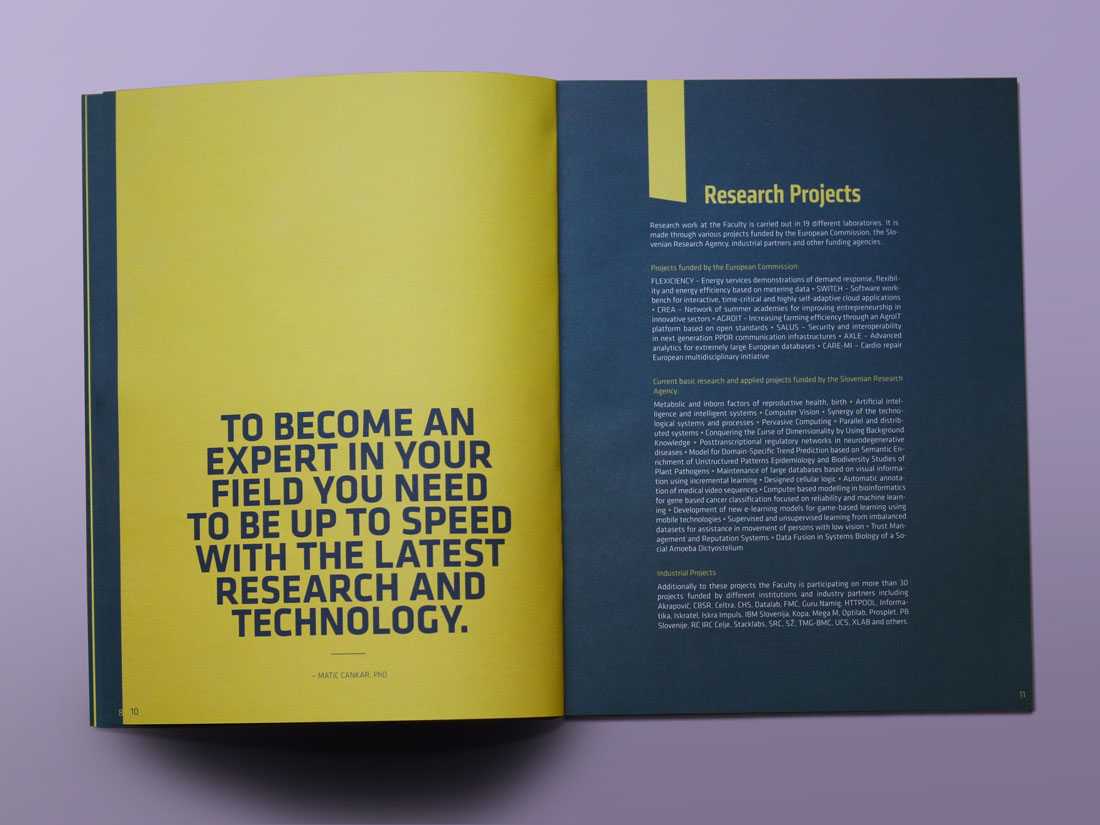 TO BECOME AN
EXPERT IN YOUR
FIELD YOU NEED
TO BE UP TO SPEED
WITH THE LATEST
RESEARCH AND
TECHNOLOGY.
– MATIC CANKAR, PhD
8
10
Research Projects
Research work at the Faculty is carried out in 19 different laboratories. It is
made through various projects funded by the European Commission, the Slo-
venian Research Agency, industrial partners and other funding agencies.
Projects funded by the European Commission:
FLEXICIENCY – Energy services demonstrations of demand response, flexibil-
ity and energy efficiency based on metering data • SWITCH – Software work-
bench for interactive, time-critical and highly self-adaptive cloud applications
• CREA – Network of summer academies for improving entrepreneurship in
innovative sectors • AGROIT – Increasing farming efficiency through an AgroIT
platform based on open standards • SALUS – Security and interoperability
in next generation PPDR communication infrastructures • AXLE – Advanced
analytics for extremely large European databases • CARE-MI – Cardio repair
European multidisciplinary initiative
Current basic research and applied projects funded by the Slovenian Research
Agency:
Metabolic and inborn factors of reproductive health, birth • Artificial intel-
ligence and intelligent systems • Computer Vision • Synergy of the techno-
logical systems and processes • Pervasive Computing • Parallel and distrib-
uted systems • Conquering the Curse of Dimensionality by Using Background
Knowledge • Posttranscriptional regulatory networks in neurodegenerative
diseases • Model for Domain-Specific Trend Prediction based on Semantic En-
richment of Unstructured Patterns Epidemiology and Biodiversity Studies of
Plant Pathogens • Maintenance of large databases based on visual informa-
tion using incremental learning • Designed cellular logic • Automatic annota-
tion of medical video sequences • Computer based modelling in bioinformatics
for gene based cancer classification focused on reliability and machine learn-
ing • Development of new e-learning models for game-based learning using
mobile technologies • Supervised and unsupervised learning from imbalanced
datasets for assistance in movement of persons with low vision • Trust Man-
agement and Reputation Systems • Data Fusion in Systems Biology of a So-
cial Amoeba Dictyostelium
Industrial Projects
Additionally to these projects the Faculty is participating on more than 30
projects funded by different institutions and industry partners including
Akrapovič, CBSR, Celtra, CHS, Datalab, FMC, Guru Namig, HTTPOOL, Informa-
tika, Iskratel, Iskra Impuls, IBM Slovenija, Kopa, Mega M, Optilab, Prosplet, PB
Slovenije, RC IRC Celje, Stacklabs, SRC, SŽ, TMG-BMC, UCS, XLAB and others.
11